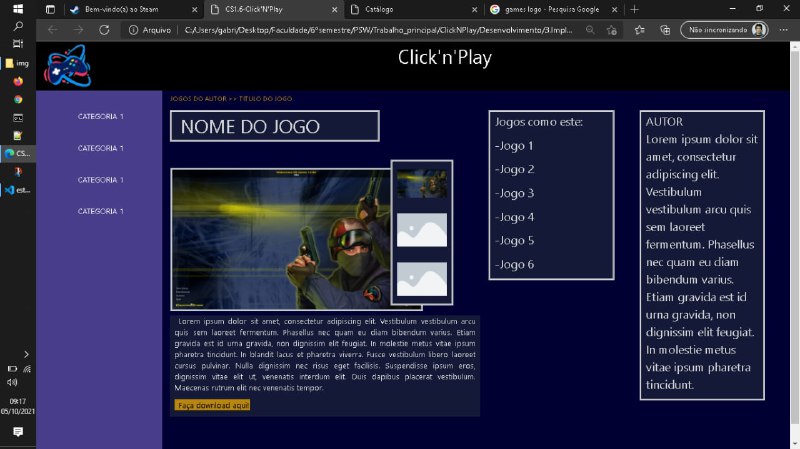 Bem-vindo(a) ao Steam
CS1.6-Click'N'Play
Catálogo
games logo - Pesquisa Google
Arquivo
C:/Users/gabri/Desktop/Faculdade/6ºsemestre/PSW/Trabalho_principal/ClickNPlay/Desenvolvimento/3.Impl...
Não sincronizando
img
CS...
est...
09:17
05/10/2021
Click'n'Play
CATEGORIA 1
CATEGORIA 1
CATEGORIA 1
CATEGORIA 1
JOGOS DO AUTOR >> TITULO DO JOGO
NOME DO JOGO
Lorem ipsum dolor sit amet, consectetur adipiscing elit. Vestibulum vestibulum arcu
quis sem laoreet fermentum. Phasellus nec quam eu diam bibendum varius. Etiam
gravida est id urna gravida, non dignissim elit feugiat. In molestie metus vitae ipsum
pharetra tincidunt. In blandit lacus et pharetra viverra. Fusce vestibulum libero laoreet
cursus pulvinar. Nulla dignissim nec risus eget facilisis. Suspendisse ipsum eros,
dignissim vitae elit ut, venenatis interdum elit. Duis dapibus placerat vestibulum.
Maecenas rutrum elit nec venenatis tempor.
Faça download aqui!
Jogos como este:
-Jogo 1
-Jogo 2
-Jogo 3
-Jogo 4
-Jogo 5
-Jogo 6
AUTOR
Lorem ipsum dolor sit
amet, consectetur
adipiscing elit.
Vestibulum
vestibulum arcu quis
sem laoreet
fermentum. Phasellus
nec quam eu diam
bibendum varius.
Etiam gravida est id
urna gravida, non
dignissim elit feugiat.
In molestie metus
vitae ipsum pharetra
tincidunt.